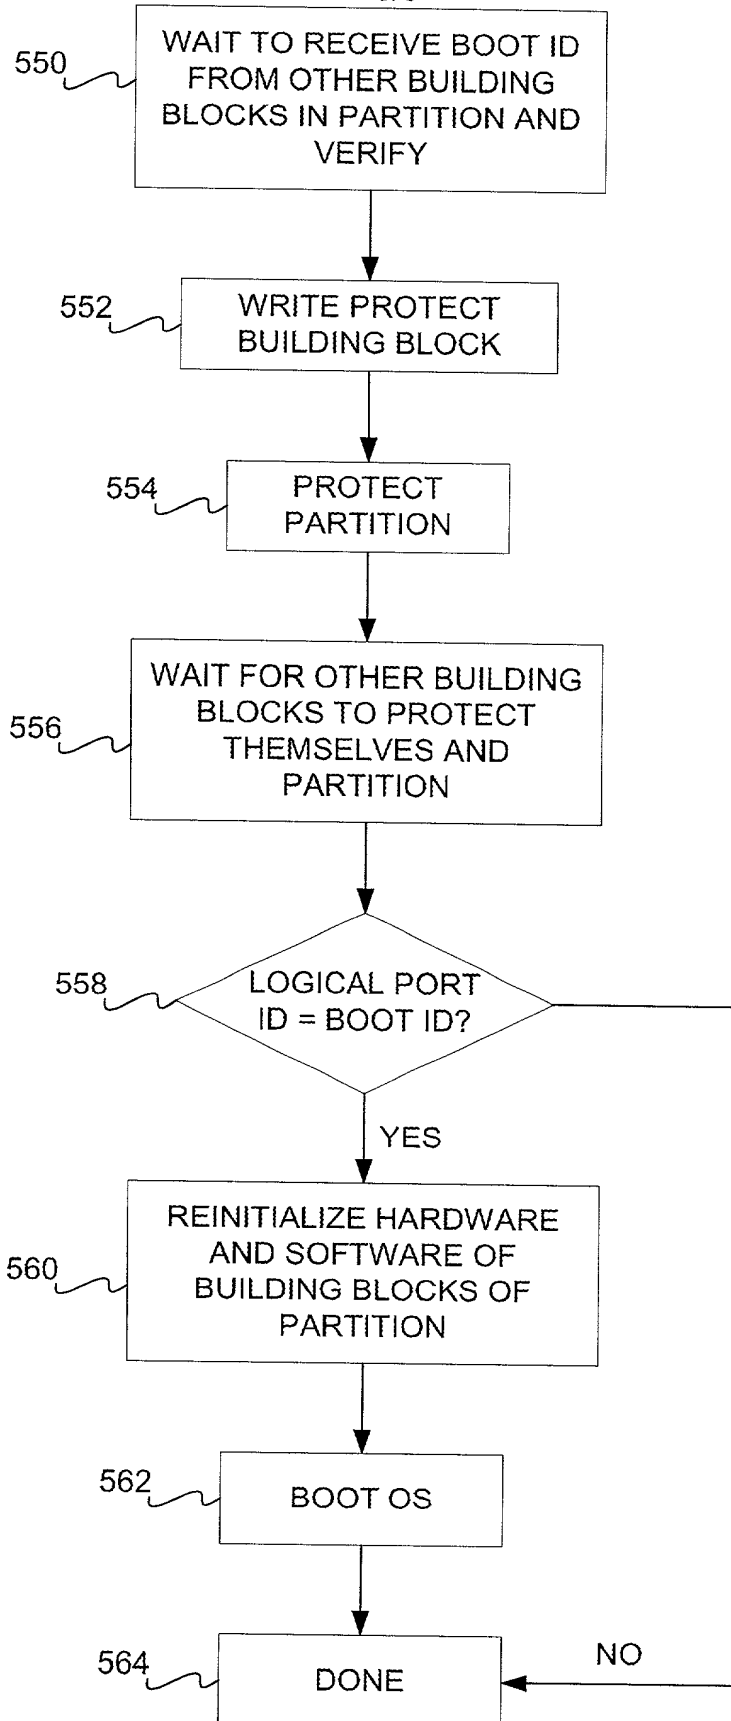 550
WAIT TO RECEIVE BOOT ID
FROM OTHER BUILDING
BLOCKS IN PARTITION AND
VERIFY
552
WRITE PROTECT
BUILDING BLOCK
554
PROTECT
PARTITION
556
WAIT FOR OTHER BUILDING
BLOCKS TO PROTECT
THEMSELVES AND
PARTITION
558
LOGICAL PORT
ID = BOOT ID?
YES
560
REINITIALIZE HARDWARE
AND SOFTWARE OF
BUILDING BLOCKS OF
PARTITION
562
BOOT OS
564
DONE
NO